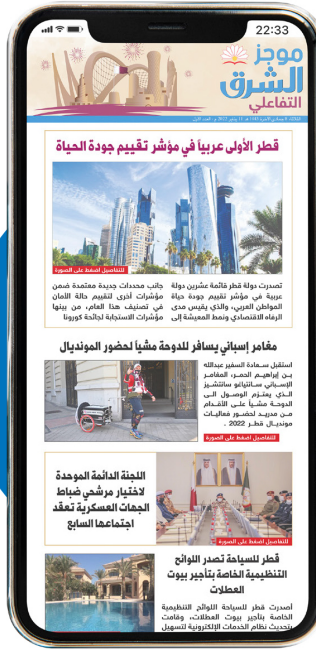 22:33
موجز
الشرق
التفاعلي
قطر الأولى عربياً في مؤشر تقييم جودة الحياة
للتفاصيل اضغط على الصورة
تصدرت دولة قطر قائمة عشرين دولة
عربية في مؤشر تقييم جودة حياة
المواطن العربي، والذي يقيس مدى
الرفاه الاقتصادي ونمط المعيشة إلى
جانب محددات جديدة معتمدة ضمن
مؤشرات أخرى لتقييم حالة الأمان
في تصنيف هذا العام، من بينها
مؤشرات الاستجابة لجائحة كورونا
مغامر إسباني يسافر للدوحة مشياً لحضور المونديال
استقبل سعادة السفير عبدالله
بن إبراهيم الحمر، المغامر
الإسباني سانتياغو سانتشيز
الذي يعتزم الوصول الى
الدوحة مشياً على الأقدام
من مدريد لحضور فعاليات
مونديال قطر 2022 .
للتفاصيل اضغط على الصورة
اللجنة الدائمة الموحدة
لاختيار مرشحي ضباط
الجهات العسكرية تعقد
اجتماعها السابع
للتفاصيل اضغط على الصورة
قطر للسياحة تصدر اللوائح
التنظيمية الخاصة بتأجير بيوت
العطلات
أصدرت قطر للسياحة اللوائح التنظيمية
الخاصة بتأجير بيوت العطلات، وقامت
بتحديث نظام الخدمات الإلكترونية لتسهيل